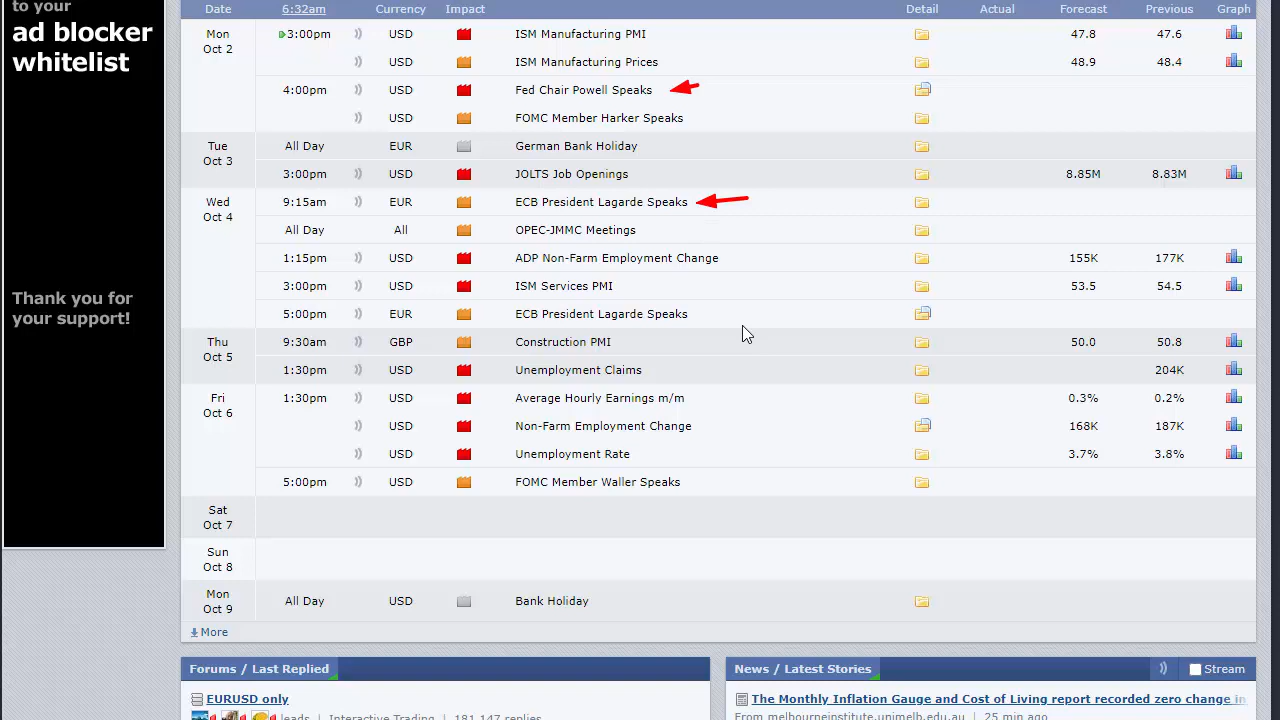 to your
ad blocker
whitelist
Thank you for
your support!
Date 6:32am Currency Impact Detail Actual Forecast Previous Graph
Mon Oct 2 3:00pm USD ISM Manufacturing PMI 47.8 47.6
USD ISM Manufacturing Prices 48.9 48.4
4:00pm USD Fed Chair Powell Speaks
USD FOMC Member Harker Speaks
Tue Oct 3 All Day EUR German Bank Holiday
3:00pm USD JOLTS Job Openings 8.85M 8.83M
Wed Oct 4 9:15am EUR ECB President Lagarde Speaks
All Day All OPEC-JMMC Meetings
1:15pm USD ADP Non-Farm Employment Change 155K 177K
3:00pm USD ISM Services PMI 53.5 54.5
5:00pm EUR ECB President Lagarde Speaks
Thu Oct 5 9:30am GBP Construction PMI 50.0 50.8
1:30pm USD Unemployment Claims 204K
Fri Oct 6 1:30pm USD Average Hourly Earnings m/m 0.3% 0.2%
USD Non-Farm Employment Change 168K 187K
USD Unemployment Rate 3.7% 3.8%
5:00pm USD FOMC Member Waller Speaks
Sat Oct 7
Sun Oct 8
Mon Oct 9 All Day USD Bank Holiday
More
Forums / Last Replied
EURUSD only
leads | Interactive Trading | 181,147 replies
News / Latest Stories Stream
The Monthly Inflation Gauge and Cost of Living report recorded zero change in
From melbourneinstitute.unimelb.edu.au | 25 min ago